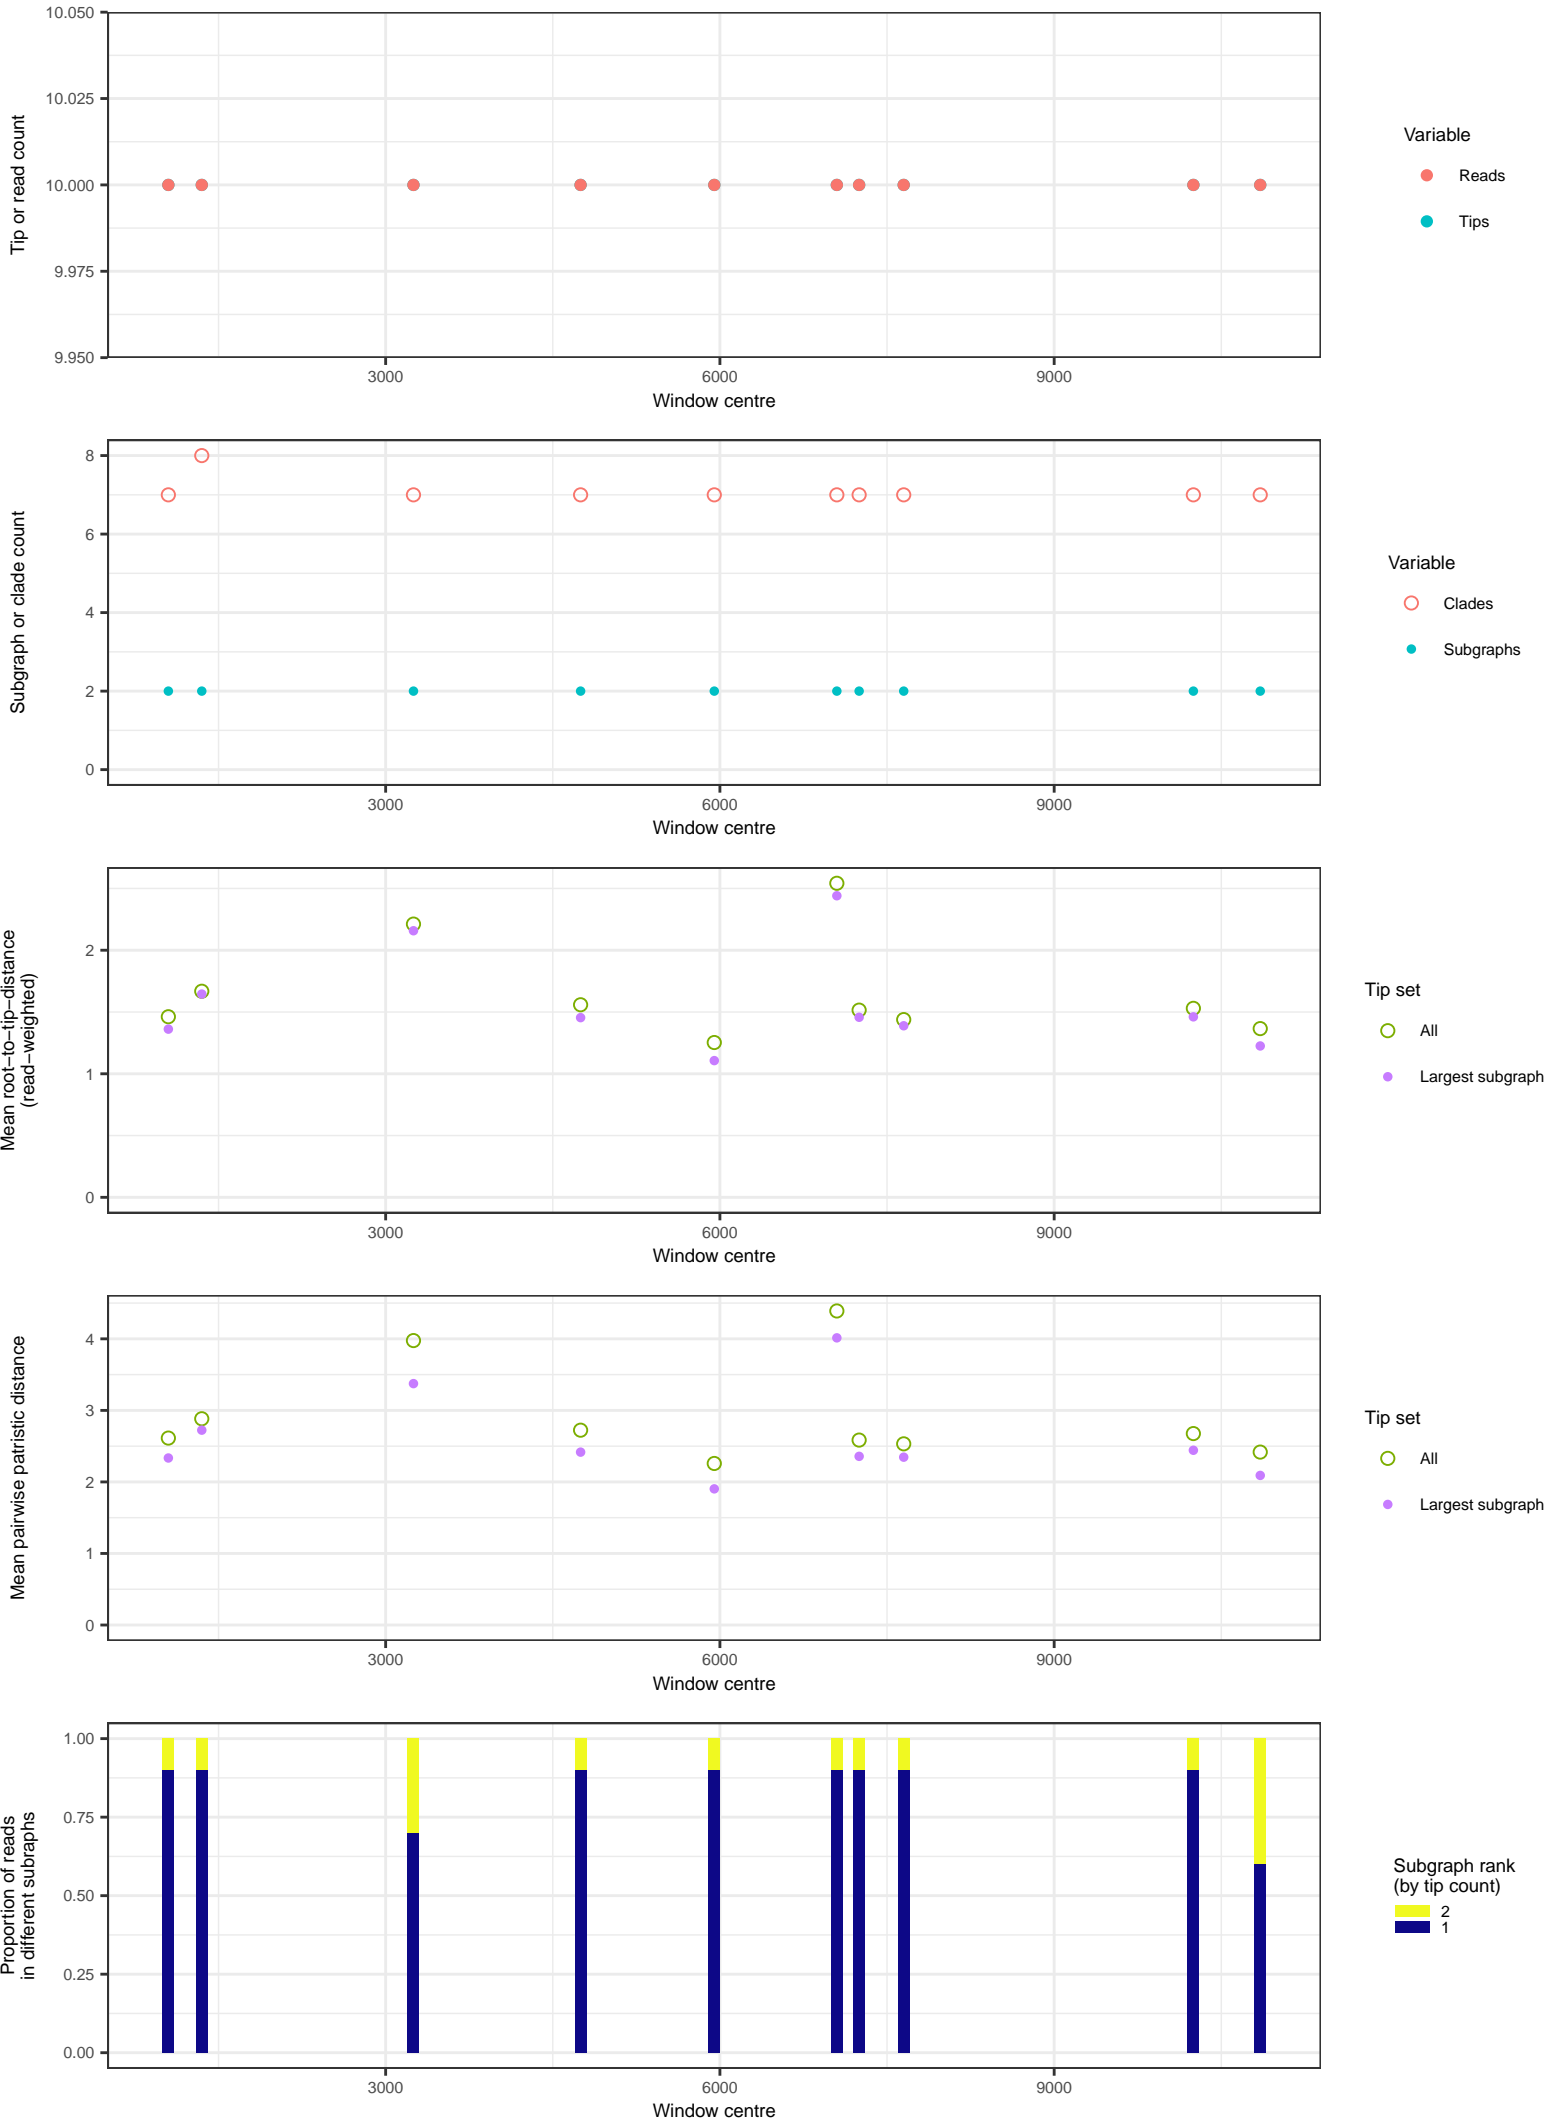 10.050
10.025
10.000
9.975
9.950
Tip or read count
3000
6000
9000
Window centre
Variable
Reads
Tips
8
6
4
2
0
Subgraph or clade count
3000
6000
9000
Window centre
Variable
Clades
Subgraphs
2
1
0
Mean root−to−tip−distance
(read−weighted)
3000
6000
9000
Window centre
Tip set
All
Largest subgraph
4
3
2
1
0
Mean pairwise patristic distance
3000
6000
9000
Window centre
Tip set
All
Largest subgraph
1.00
0.75
0.50
0.25
0.00
Proportion of reads
in different subraphs
3000
6000
9000
Window centre
Subgraph rank
(by tip count)
2
1